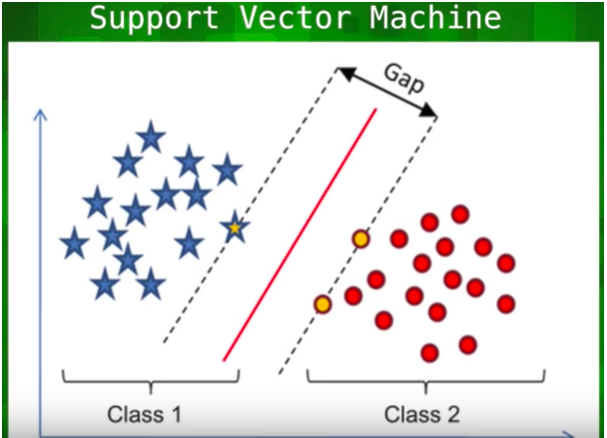 Support Vector Machine
Gap
Class 1
Class 2